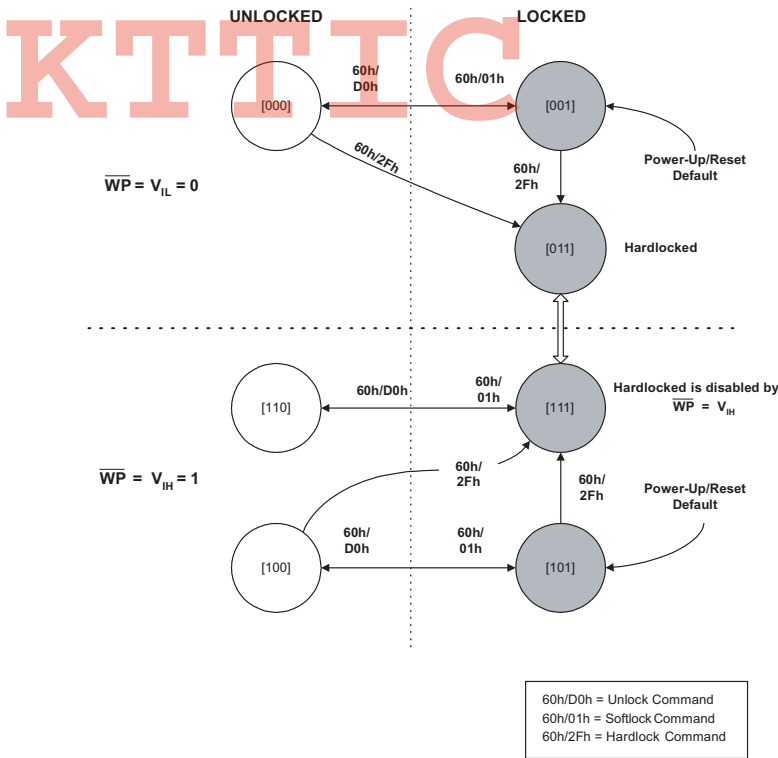 UNLOCKED LOCKED
KTTIC
60h/
D0h
60h/01h
[000]
[001]
60h/2Fh
60h/
2Fh
Power-Up/Reset
Default
WP = VIL = 0
[011]
Hardlocked
[110]
60h/D0h
60h/
01h
[111]
Hardlocked is disabled by
WP = VIH
WP = VIH = 1
60h/
2Fh
60h/
2Fh
Power-Up/Reset
Default
60h/
D0h
60h/
01h
[100]
[101]
60h/D0h = Unlock Command
60h/01h = Softlock Command
60h/2Fh = Hardlock Command